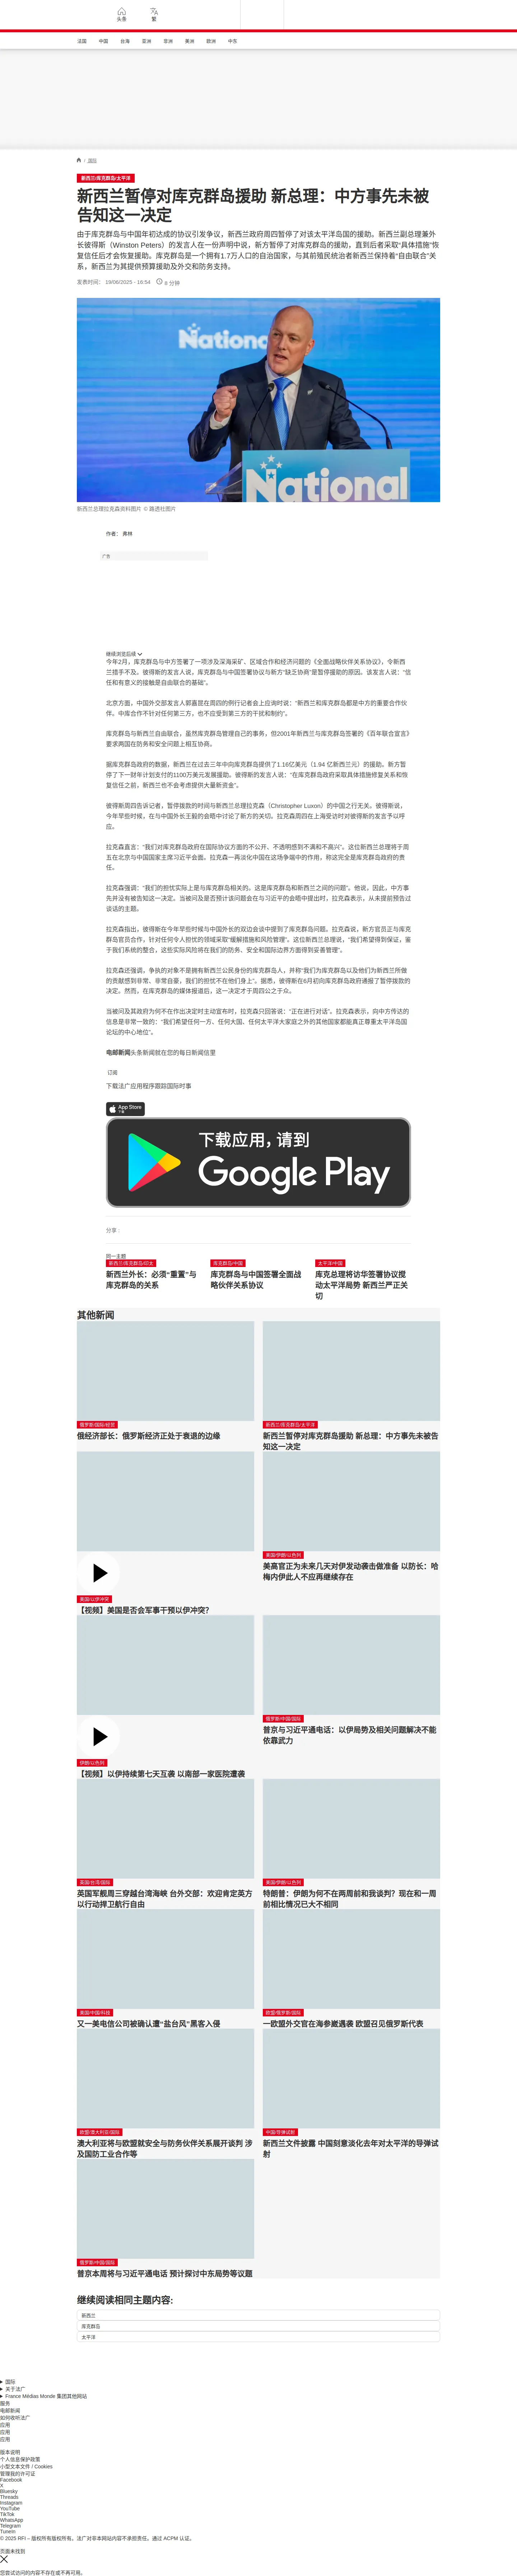 头条
繁
法国
中国
台海
亚洲
非洲
美洲
欧洲
中东
国际
新西兰/库克群岛/太平洋
新西兰暂停对库克群岛援助 新总理：中方事先未被
告知这一决定
由于库克群岛与中国年初达成的协议引发争议，新西兰政府周四暂停了对该太平洋岛国的援助。新西兰副总理兼外
长彼得斯（Winston Peters）的发言人在一份声明中说，新方暂停了对库克群岛的援助，直到后者采取“具体措施”恢
复信任后才会恢复援助。库克群岛是一个拥有1.7万人口的自治国家，与其前殖民统治者新西兰保持着“自由联合”关
系，新西兰为其提供预算援助及外交和防务支持。
发表时间： 19/06/2025 - 16:54
6 分钟
National
National
新西兰总理拉克森资料图片 © 路透社图片
作者： 弗林
广告
继续浏览后续
今年2月，库克群岛与中方签署了一项涉及深海采矿、区域合作和经济问题的《全面战略伙伴关系协议》，令新西
兰措手不及。彼得斯的发言人说，库克群岛与中国签署协议与新方“缺乏协商”是暂停援助的原因。该发言人说：“信
任和有意义的接触是自由联合的基础”。
北京方面，中国外交部发言人郭嘉昆在周四的例行记者会上应询时说：“新西兰和库克群岛都是中方的重要合作伙
伴。中库合作不针对任何第三方，也不应受到第三方的干扰和制约”。
库克群岛与新西兰自由联合，虽然库克群岛管理自己的事务，但2001年新西兰与库克群岛签署的《百年联合宣言》
要求两国在防务和安全问题上相互协商。
据库克群岛政府的数据，新西兰在过去三年中向库克群岛提供了1.16亿美元（1.94 亿新西兰元）的援助。新方暂
停了下一财年计划支付的1100万美元发展援助。彼得斯的发言人说：“在库克群岛政府采取具体措施修复关系和恢
复信任之前，新西兰也不会考虑提供大量新资金”。
彼得斯周四告诉记者，暂停拨款的时间与新西兰总理拉克森（Christopher Luxon）的中国之行无关。彼得斯说，
今年早些时候，在与中国外长王毅的会晤中讨论了新方的关切。拉克森周四在上海受访时对彼得斯的发言予以呼
应。
拉克森直言：“我们对库克群岛政府在国际协议方面的不公开、不透明感到不满和不高兴”。这位新西兰总理将于周
五在北京与中国国家主席习近平会面。拉克森一再淡化中国在这场争端中的作用，称这完全是库克群岛政府的责
任。
拉克森强调：“我们的担忧实际上是与库克群岛相关的。这是库克群岛和新西兰之间的问题”。他说，因此，中方事
先并没有被告知这一决定。当被问及是否预计该问题会在与习近平的会晤中提出时，拉克森表示，从未提前预告过
谈话的主题。
拉克森指出，彼得斯在今年早些时候与中国外长的双边会谈中提到了库克群岛问题。拉克森说，新方官员正与库克
群岛官员合作，针对任何令人担忧的领域采取“缓解措施和风险管理”。这位新西兰总理说，“我们希望得到保证，鉴
于我们系统的整合，这些实际风险将在我们的防务、安全和国际边界方面得到妥善管理”。
拉克森还强调，争执的对象不是拥有新西兰公民身份的库克群岛人，并称“我们为库克群岛以及他们为新西兰所做
的贡献感到非常、非常自豪，我们的担忧不在他们身上”。据悉，彼得斯在6月初向库克群岛政府通报了暂停拨款的
决定。然而，在库克群岛的媒体报道后，这一决定才于周四公之于众。
当被问及其政府为何不在作出决定时主动宣布时，拉克森只回答说：“正在进行对话”。拉克森表示，向中方传达的
信息是非常一致的：“我们希望任何一方、任何大国、任何太平洋大家庭之外的其他国家都能真正尊重太平洋岛国
论坛的中心地位”。
电邮新闻头条新闻就在您的每日新闻信里
订阅
下载法广应用程序跟踪国际时事
App Store
下载应用，请到
Google Play
分享 :
同一主题
新西兰/库克群岛/印太
新西兰外长：必须“重置”与
库克群岛的关系
库克群岛/中国
库克群岛与中国签署全面战
略伙伴关系协议
太平洋/中国
库克总理将访华签署协议搅
动太平洋局势 新西兰严正关
切
其他新闻
俄罗斯/国际/经贸
俄经济部长：俄罗斯经济正处于衰退的边缘
新西兰/库克群岛/太平洋
新西兰暂停对库克群岛援助 新总理：中方事先未被告
知这一决定
美国/以伊冲突
【视频】美国是否会军事干预以伊冲突？
美国/伊朗/以色列
美高官正为未来几天对伊发动袭击做准备 以防长：哈
梅内伊此人不应再继续存在
伊朗/以色列
【视频】以伊持续第七天互袭 以南部一家医院遭袭
俄罗斯/中国/国际
普京与习近平通电话：以伊局势及相关问题解决不能
依靠武力
英国/台湾/国际
英国军舰周三穿越台湾海峡 台外交部：欢迎肯定英方
以行动捍卫航行自由
美国/伊朗/以色列
特朗普：伊朗为何不在两周前和我谈判？现在和一周
前相比情况已大不相同
美国/中国/科技
又一美电信公司被确认遭“盐台风”黑客入侵
欧盟/俄罗斯/国际
一欧盟外交官在海参崴遇袭 欧盟召见俄罗斯代表
欧盟/澳大利亚/国际
澳大利亚将与欧盟就安全与防务伙伴关系展开谈判 涉
及国防工业合作等
中国/导弹试射
新西兰文件披露 中国刻意淡化去年对太平洋的导弹试
射
俄罗斯/中国/国际
普京本周将与习近平通电话 预计探讨中东局势等议题
继续阅读相同主题内容:
新西兰
库克群岛
太平洋
国际
关于法广
France Médias Monde 集团其他网站
服务
电邮新闻
如何收听法广
应用
应用
应用
版本说明
个人信息保护政策
小型文本文件 / Cookies
管理我的许可证
Facebook
X
Bluesky
Threads
Instagram
YouTube
TikTok
WhatsApp
Telegram
TuneIn
© 2025 RFI – 版权所有版权所有。法广对非本网站内容不承担责任。通过 ACPM 认证。
页面未找到
您尝试访问的内容不存在或不再可用。